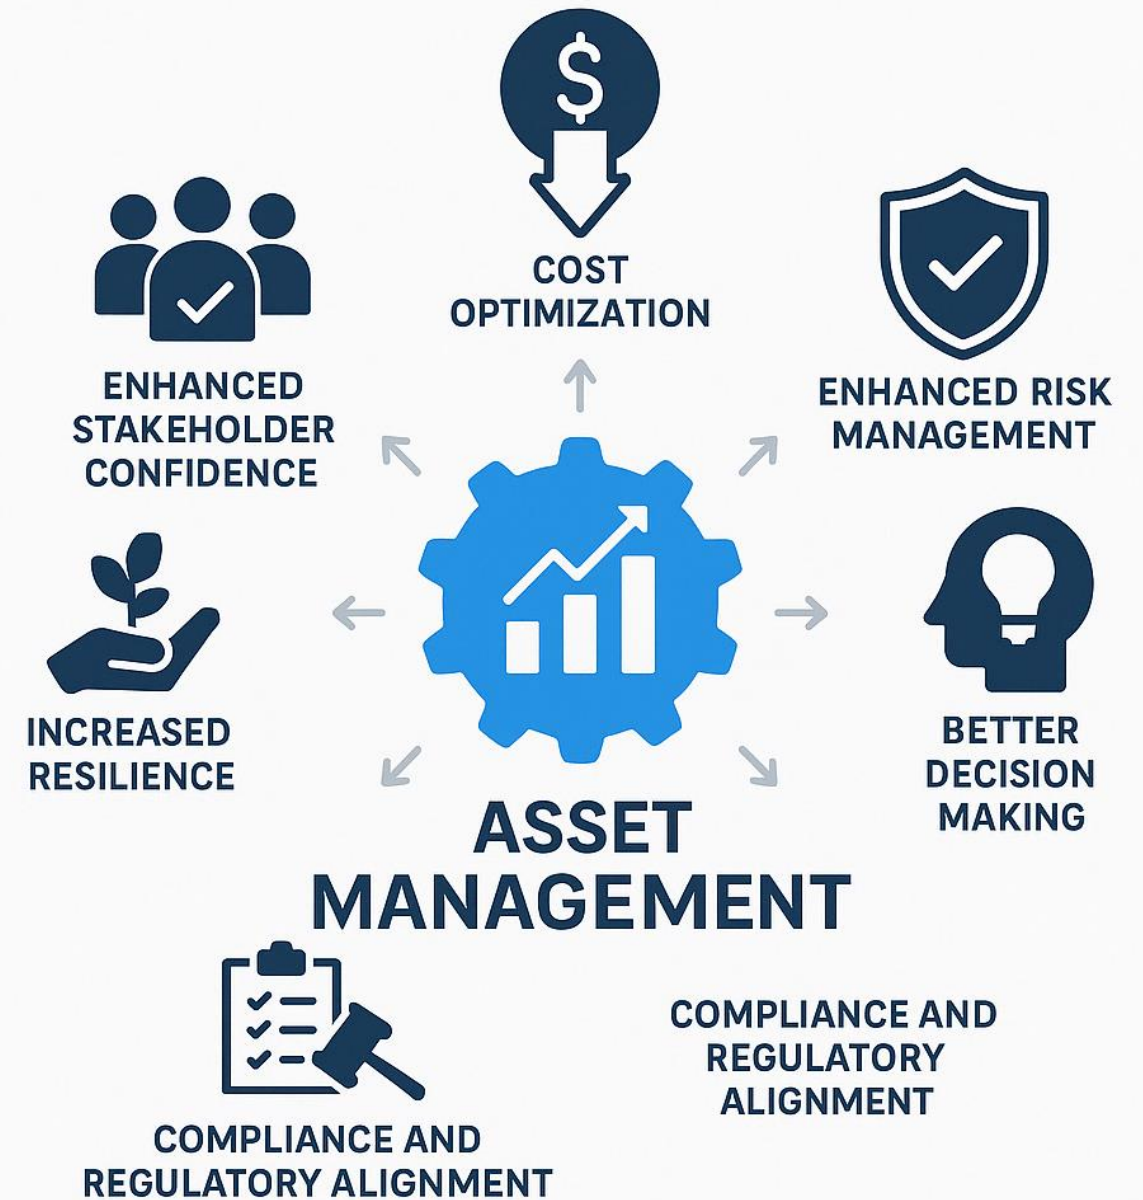 $
COST
OPTIMIZATION
ENHANCED
STAKEHOLDER
CONFIDENCE
ENHANCED RISK
MANAGEMENT
INCREASED
RESILIENCE
BETTER
DECISION
MAKING
ASSET
MANAGEMENT
COMPLIANCE AND
REGULATORY ALIGNMENT
COMPLIANCE AND
REGULATORY
ALIGNMENT